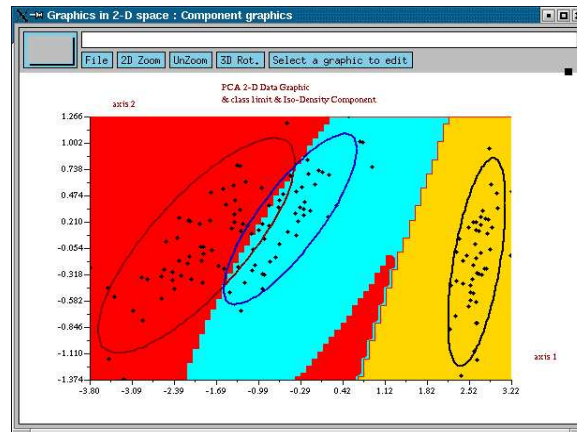 Graphics in 2-D space : Component graphics
File 2D Zoom UnZoom 3D Rot. Select a graphic to edit
PCA 2-D Data Graphic
& class limit & Iso-Density Component
axis 2
1.266
1.002
0.738
0.474
0.210
-0.054
-0.318
-0.582
-0.846
-1.110
-1.374
axis 1
-3.80 -3.09 -2.39 -1.69 -0.99 -0.29 0.42 1.12 1.82 2.52 3.22